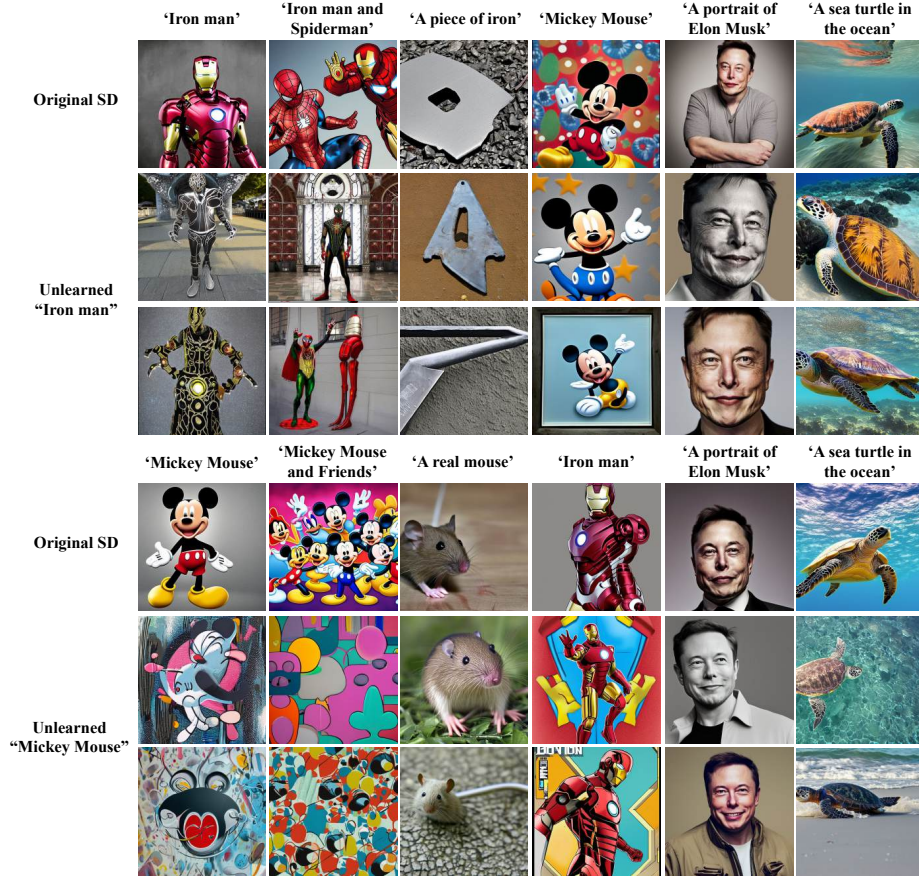 ‘Iron man’
‘Iron man and
Spiderman’
‘A piece of iron’
‘Mickey Mouse’
‘A portrait of
Elon Musk’
‘A sea turtle in
the ocean’
Original SD
Unlearned
“Iron man”
‘Mickey Mouse’
‘Mickey Mouse
and Friends’
‘A real mouse’
‘Iron man’
‘A portrait of
Elon Musk’
‘A sea turtle in
the ocean’
Original SD
Unlearned
“Mickey Mouse”